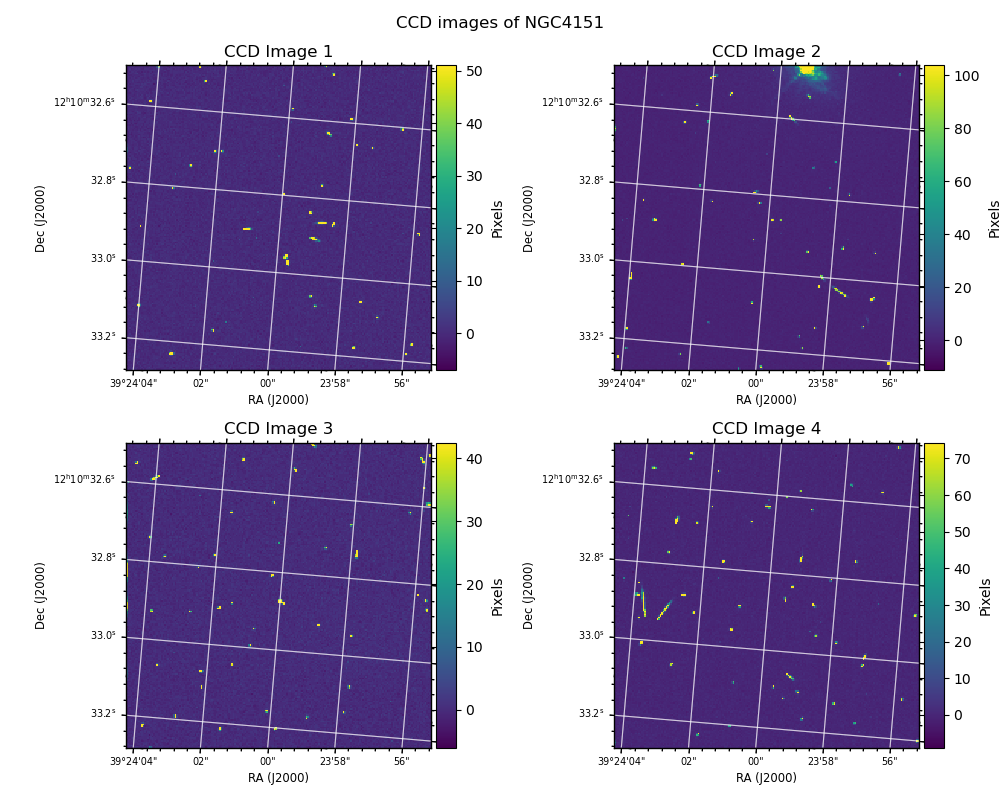 CCD images of NGC4151
CCD Image 1
12ʰ10ᵐ32.6ˢ
32.8ˢ
33.0ˢ
33.2ˢ
Dec (J2000)
39°24'04"
02"
00"
23'58"
56"
RA (J2000)
50
40
30
20
10
0
Pixels
CCD Image 2
12ʰ10ᵐ32.6ˢ
32.8ˢ
33.0ˢ
33.2ˢ
Dec (J2000)
39°24'04"
02"
00"
23'58"
56"
RA (J2000)
100
80
60
40
20
0
Pixels
CCD Image 3
12ʰ10ᵐ32.6ˢ
32.8ˢ
33.0ˢ
33.2ˢ
Dec (J2000)
39°24'04"
02"
00"
23'58"
56"
RA (J2000)
40
30
20
10
0
Pixels
CCD Image 4
12ʰ10ᵐ32.6ˢ
32.8ˢ
33.0ˢ
33.2ˢ
Dec (J2000)
39°24'04"
02"
00"
23'58"
56"
RA (J2000)
70
60
50
40
30
20
10
0
Pixels